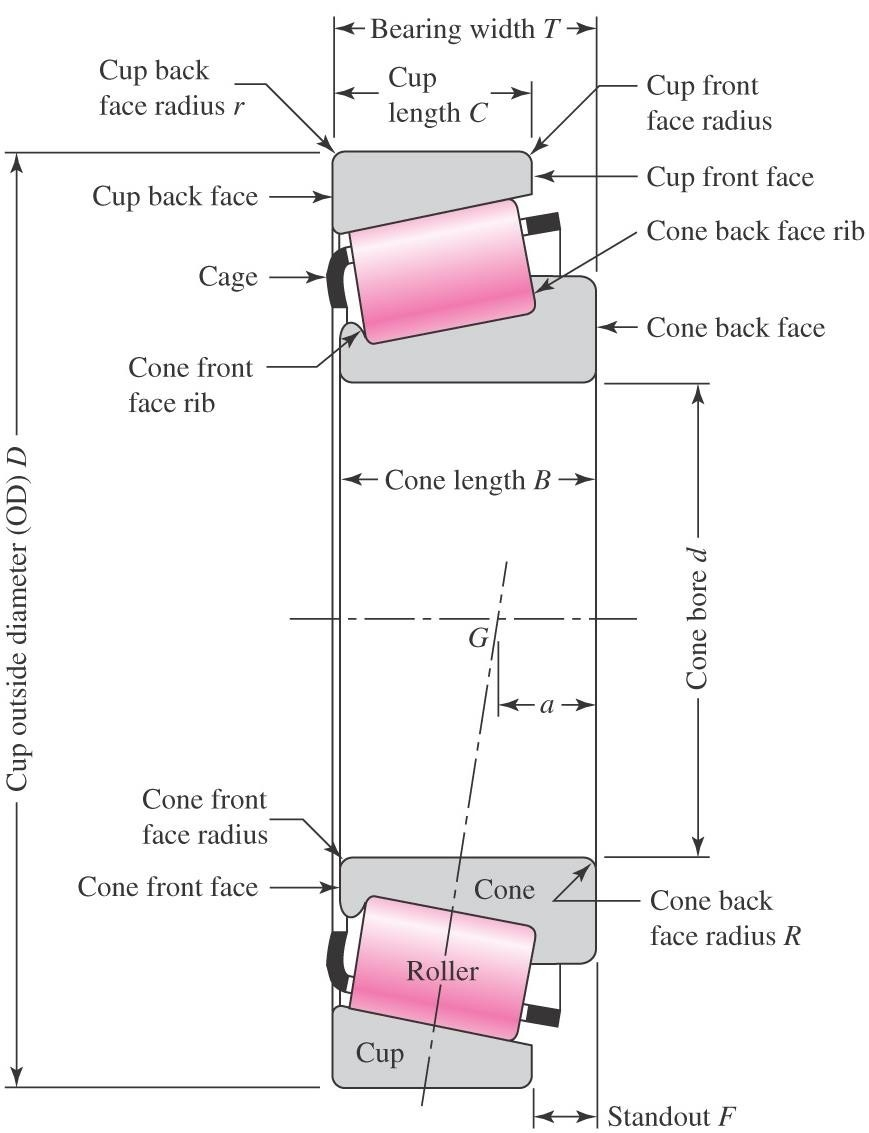 Bearing width T
Cup back
face radius r
Cup
length C
Cup front
face radius
Cup back face
Cup front face
Cone back face rib
Cage
Cone back face
Cone front
face rib
Cup outside diameter (OD) D
Cone length B
Cone bore d
G
a
Cone front
face radius
Cone front face
Cone
Cone back
face radius R
Roller
Cup
Standout F